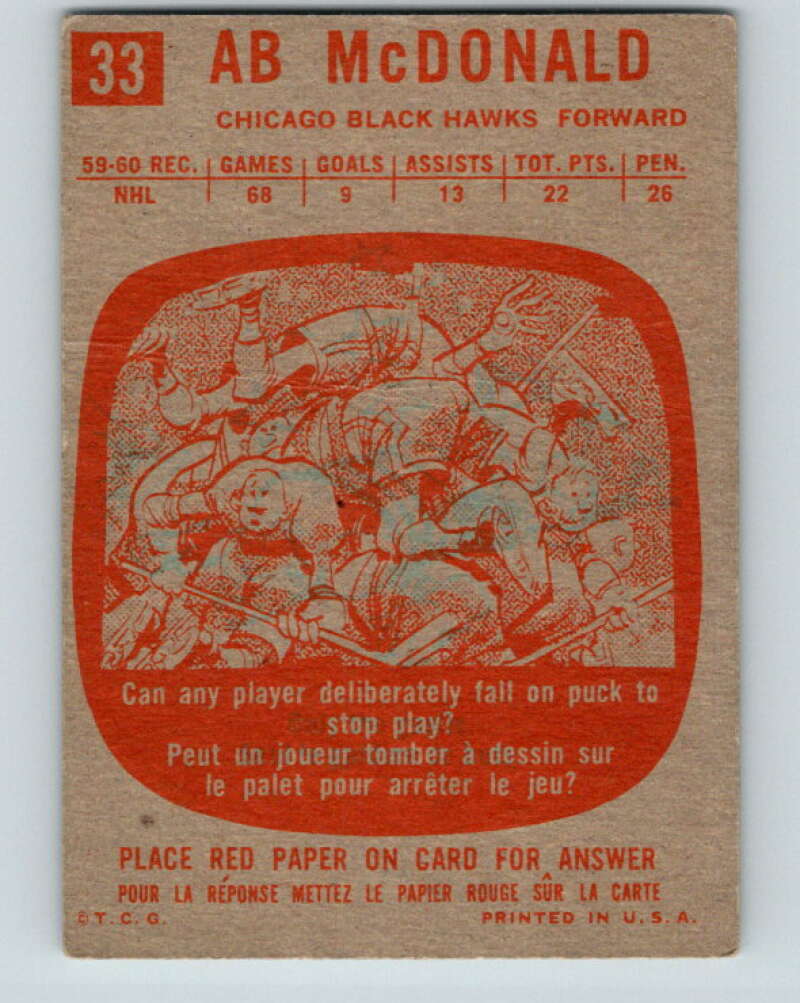 33
AB McDONALD
CHICAGO BLACK HAWKS FORWARD
59-60 REC. GAMES GOALS ASSISTS TOT. PTS. PEN.
NHL 68 9 13 22 26
Can any player deliberately fall on puck to
stop play?
Peut un joueur tomber à dessin sur
le palet pour arrêter le jeu?
PLACE RED PAPER ON CARD FOR ANSWER
POUR LA RÉPONSE METTEZ LE PAPIER ROUGE SÛR LA CARTE
© T. C. G. PRINTED IN U. S. A.